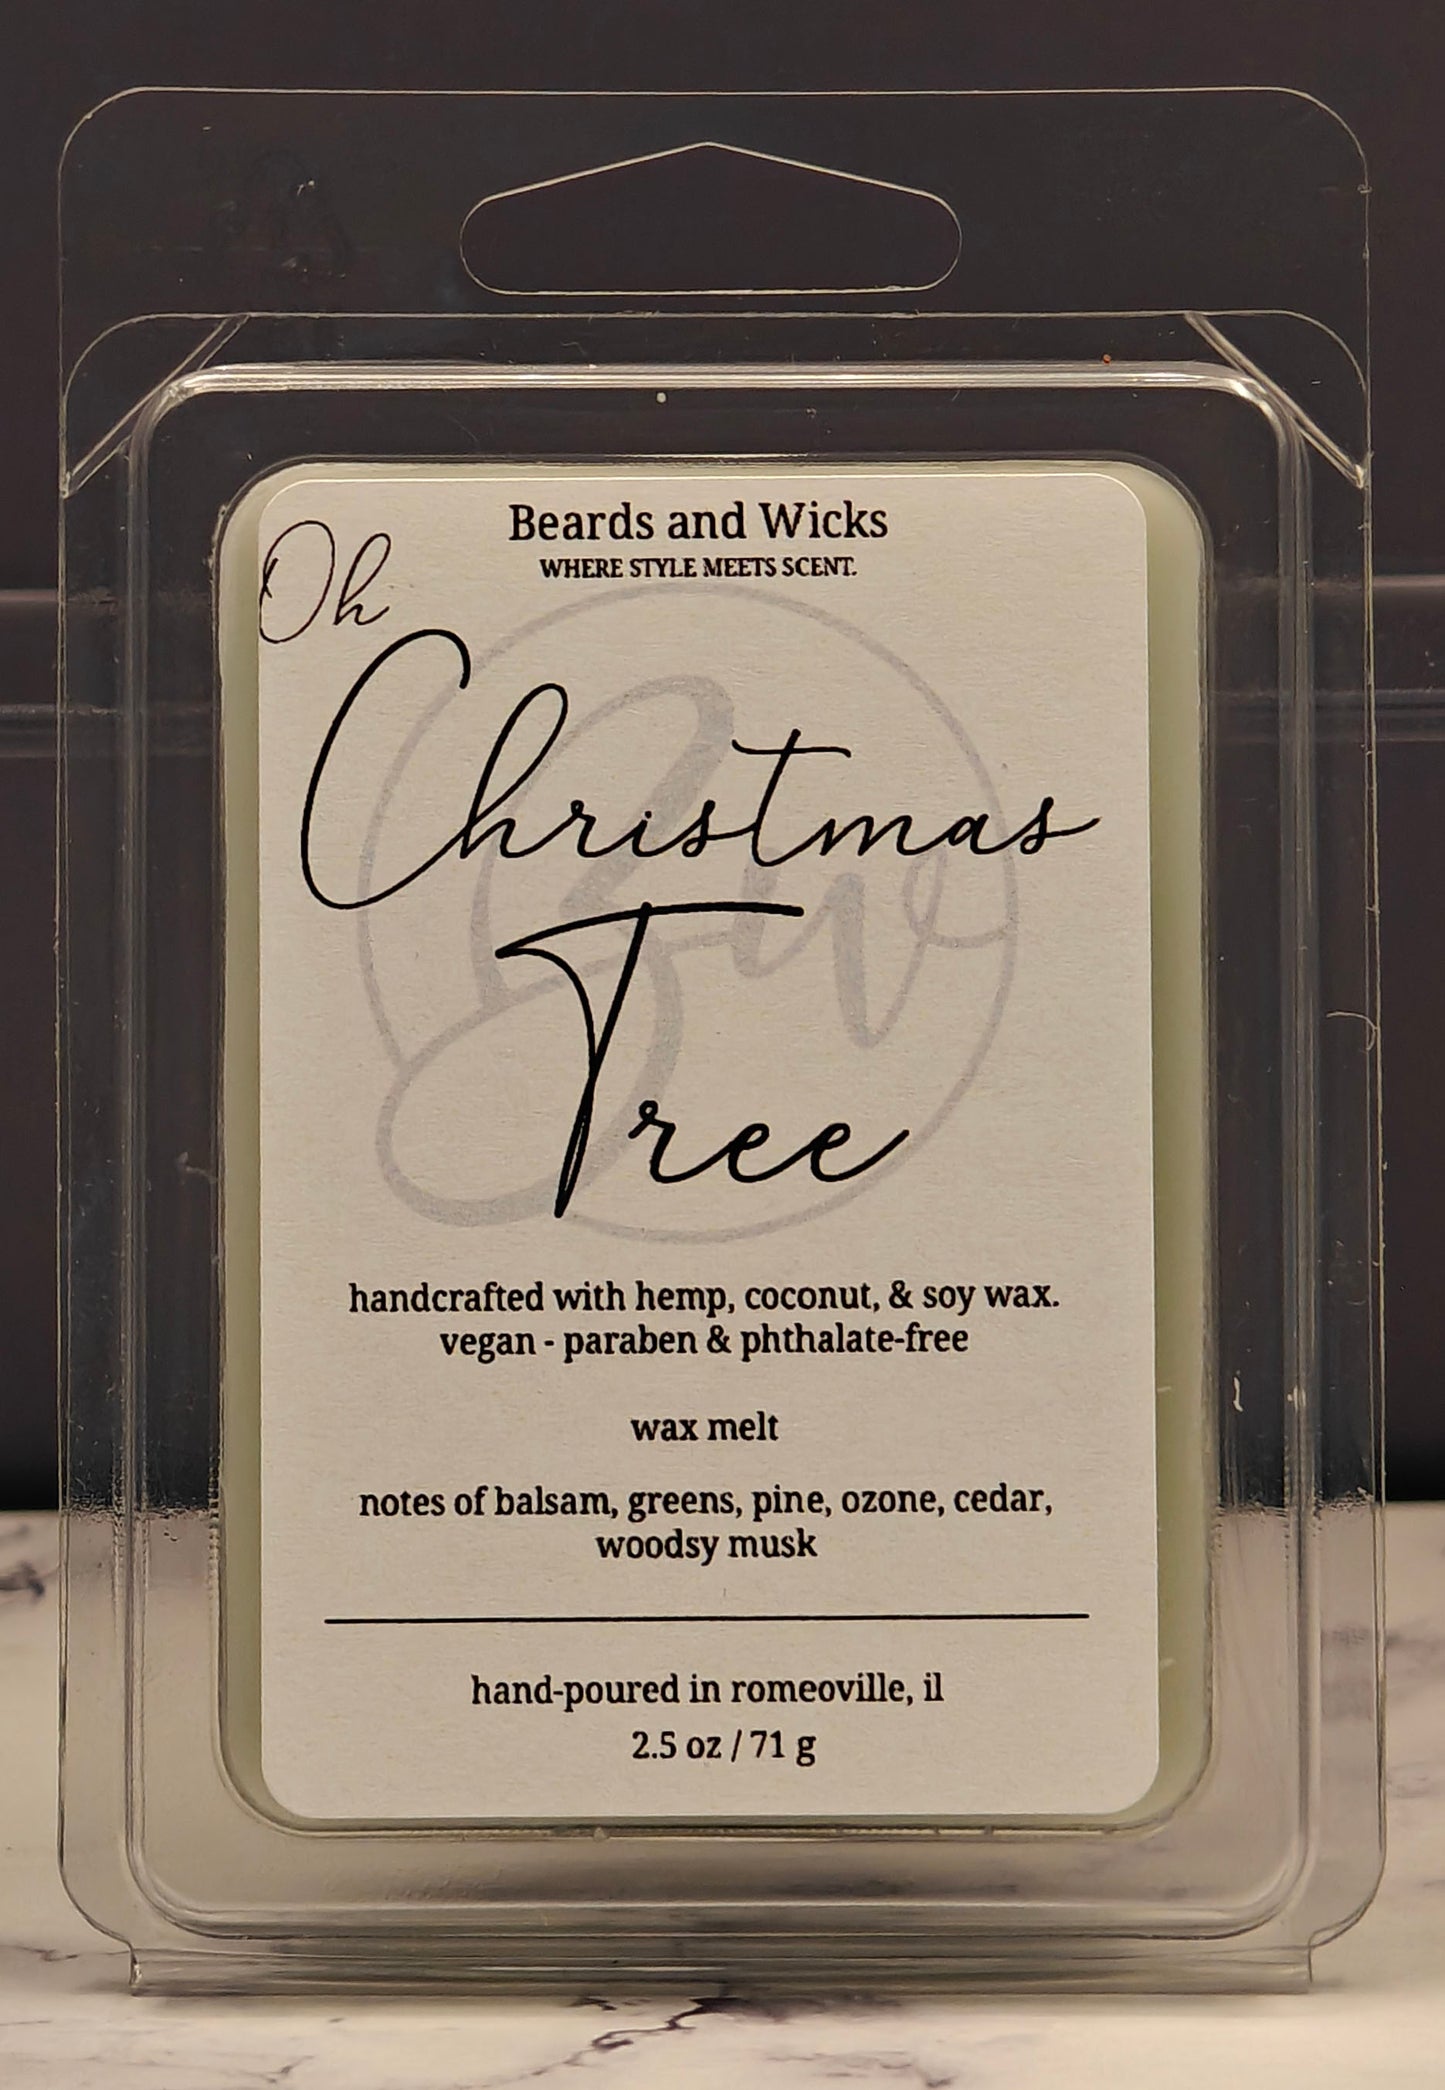 Beards and Wicks
WHERE STYLE MEETS SCENT.
Oh
Christmas
Bw
Tree
handcrafted with hemp, coconut, & soy wax.
vegan - paraben & phthalate-free
wax melt
notes of balsam, greens, pine, ozone, cedar,
woodsy musk
hand-poured in romeoville, il
2.5 oz / 71 g